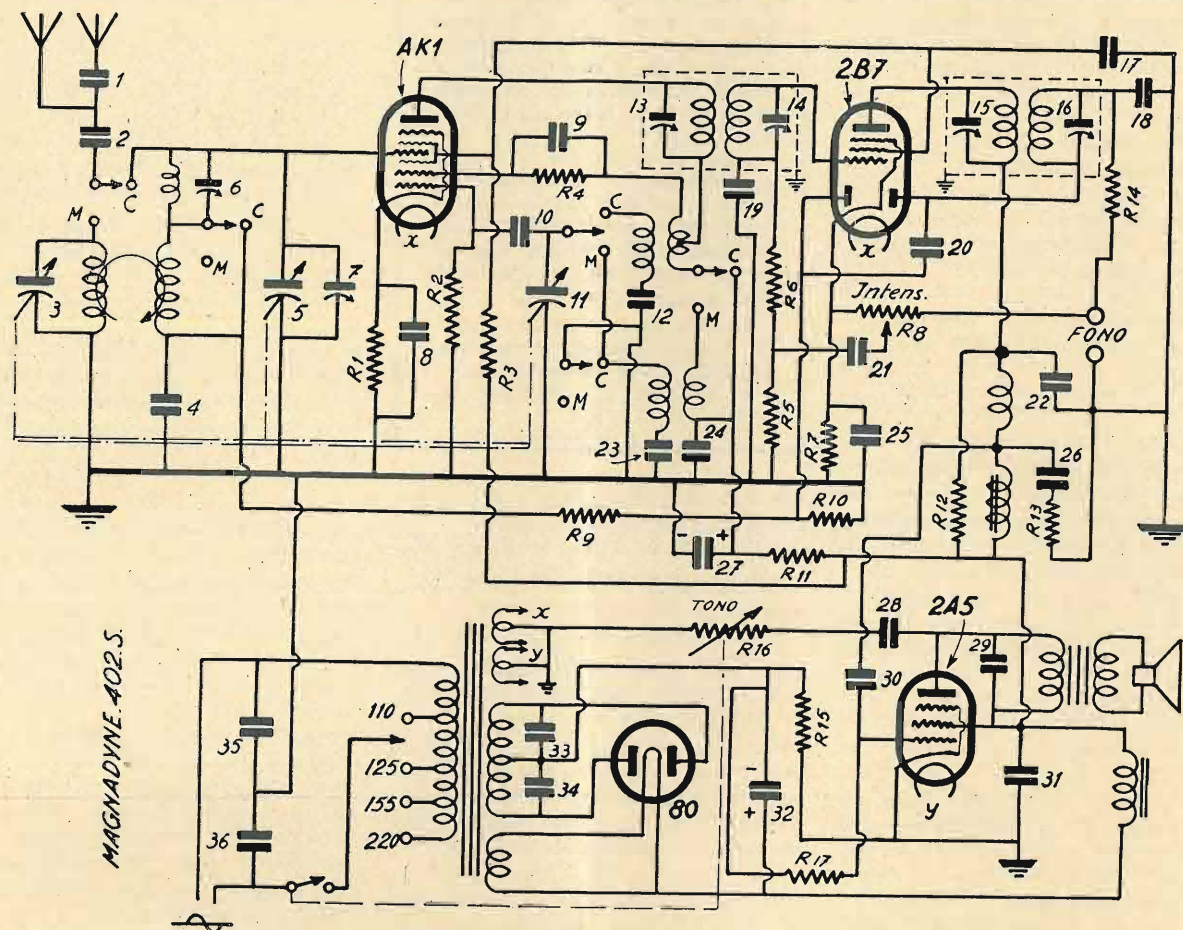 AK1
2B7
1
2
3
4
5
6
7
8
9
10
11
12
13
14
15
16
17
18
19
20
21
22
23
24
25
26
27
28
29
30
31
32
33
34
35
36
M
C
C
M
C
M
C
M
C
M
x
x
R1
R2
R3
R4
R5
R6
R7
Jntens.
R8
R9
R10
R11
R12
R13
R14
FONO
- +
MAGNADYNE. 402.S.
110
125
155
220
x
y
TONO
R16
R15
R17
80
-
+
2A5
y